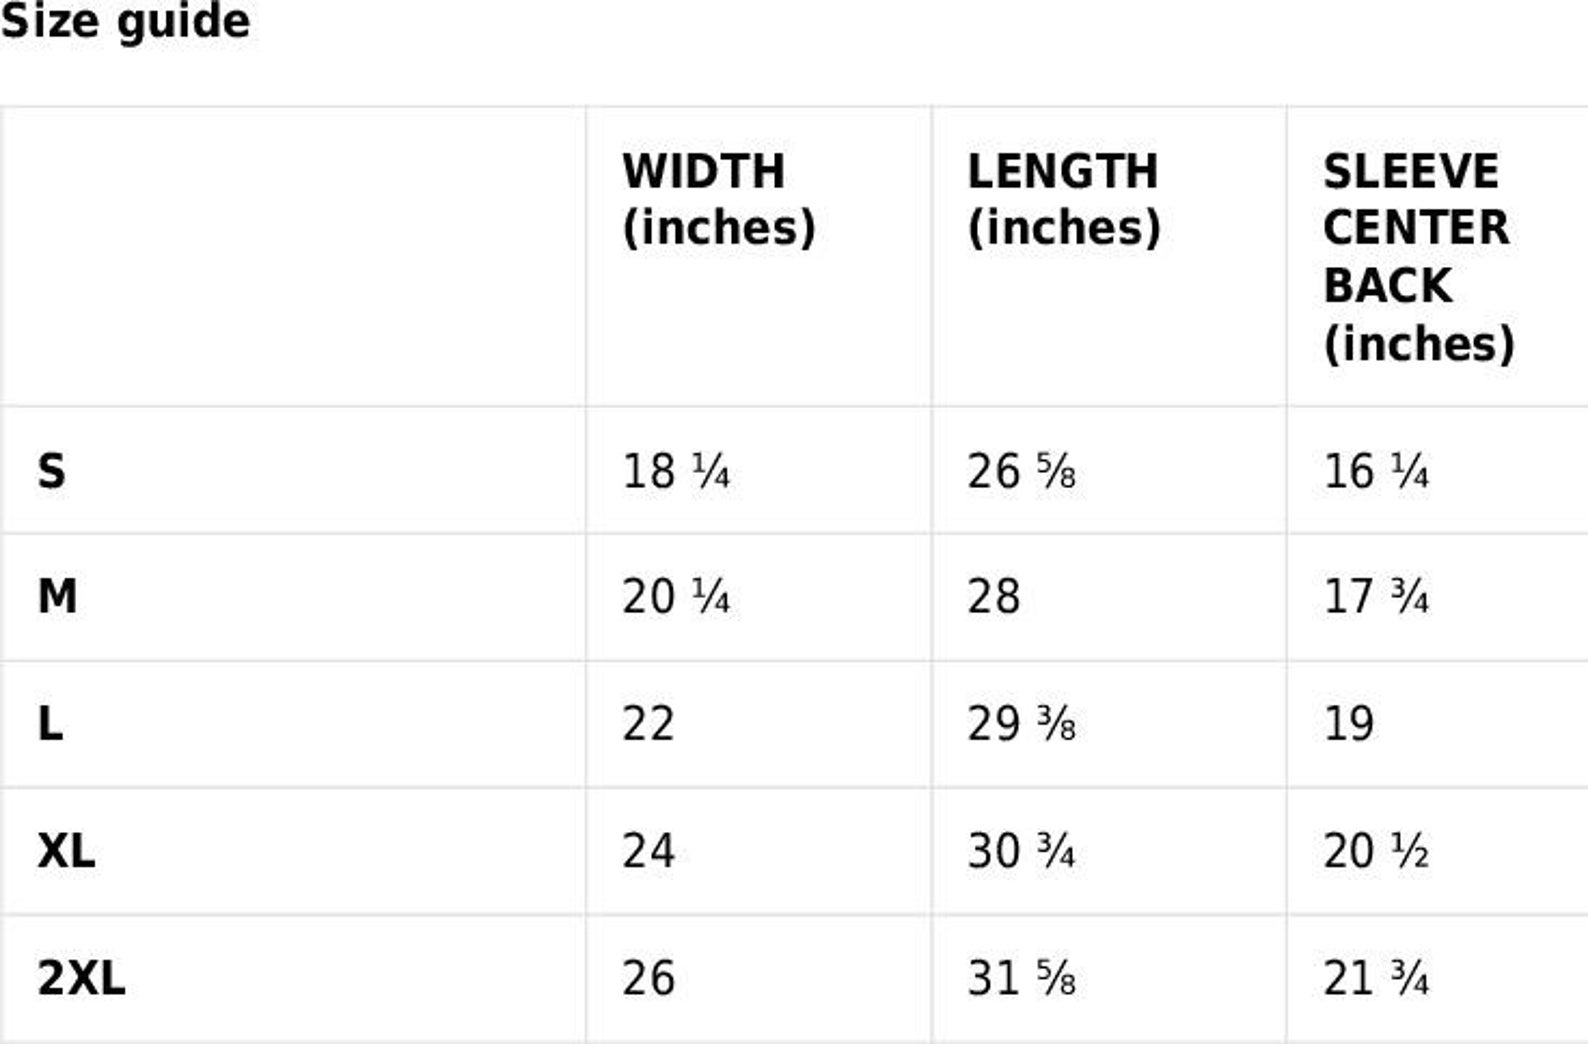 Size guide
WIDTH (inches) LENGTH (inches) SLEEVE CENTER BACK (inches)
S 18 ¼ 26 ⅝ 16 ¼
M 20 ¼ 28 17 ¾
L 22 29 ⅜ 19
XL 24 30 ¾ 20 ½
2XL 26 31 ⅝ 21 ¾